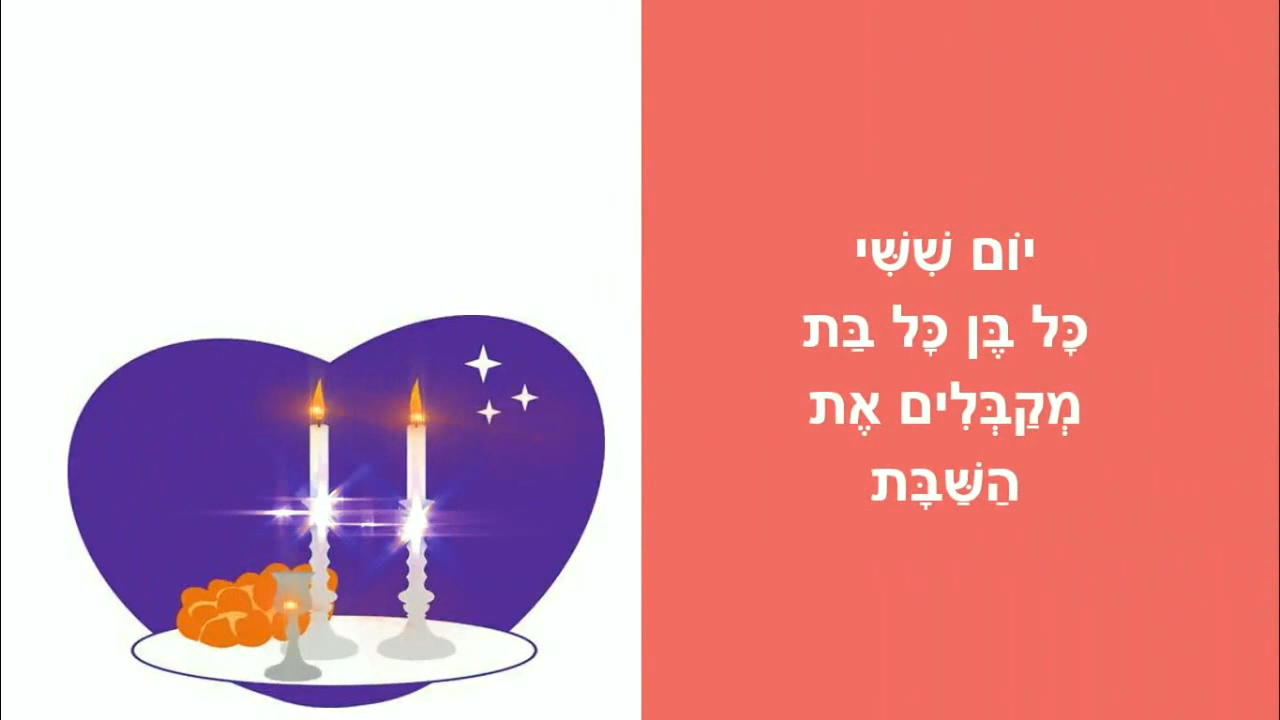 יוֹם שִׁשִּׁי
כָּל בֶּן כָּל בַּת
מְקַבְּלִים אֶת
הַשַּׁבָּת